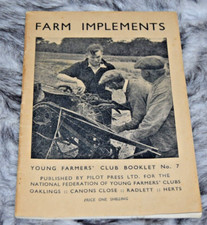 FARM IMPLEMENTS
YOUNG FARMERS' CLUB BOOKLET No. 7
PUBLISHED BY PILOT PRESS LTD. FOR THE
NATIONAL FEDERATION OF YOUNG FARMERS' CLUBS
OAKLINGS :: CANONS CLOSE :: RADLETT :: HERTS
PRICE ONE SHILLING